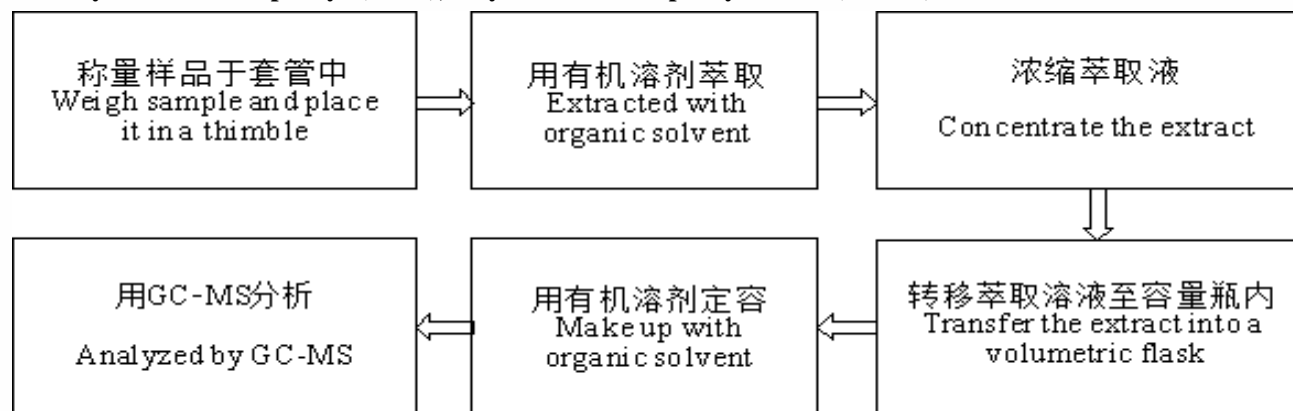 称量样品于套管中
Weigh sample and place
it in a thimble
用有机溶剂萃取
Extracted with
organic solvent
浓缩萃取液
Concentrate the extract
转移萃取溶液至容量瓶内
Transfer the extract into a
volumetric flask
用有机溶剂定容
Make up with
organic solvent
用GC-MS分析
Analyzed by GC-MS